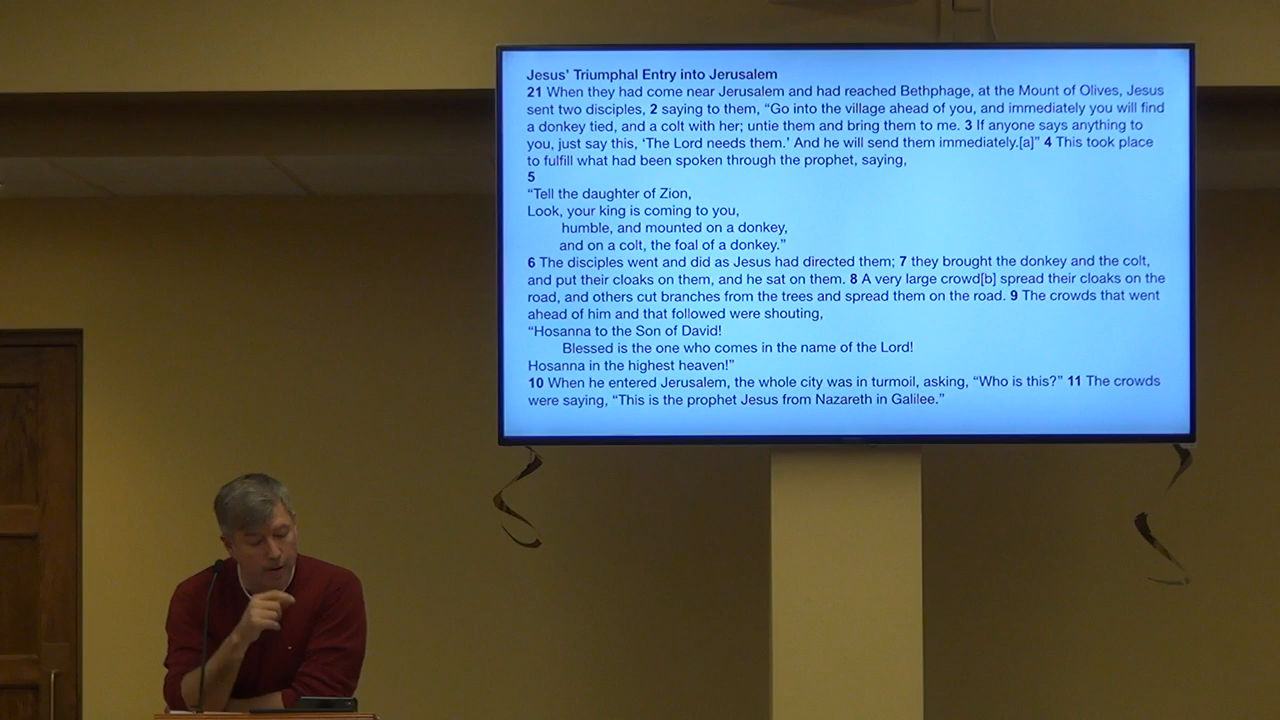 Jesus’ Triumphal Entry into Jerusalem
21 When they had come near Jerusalem and had reached Bethphage, at the Mount of Olives, Jesus
sent two disciples, 2 saying to them, “Go into the village ahead of you, and immediately you will find
a donkey tied, and a colt with her; untie them and bring them to me. 3 If anyone says anything to
you, just say this, ‘The Lord needs them.’ And he will send them immediately.[a]” 4 This took place
to fulfill what had been spoken through the prophet, saying,
5
“Tell the daughter of Zion,
Look, your king is coming to you,
humble, and mounted on a donkey,
and on a colt, the foal of a donkey.”
6 The disciples went and did as Jesus had directed them; 7 they brought the donkey and the colt,
and put their cloaks on them, and he sat on them. 8 A very large crowd[b] spread their cloaks on the
road, and others cut branches from the trees and spread them on the road. 9 The crowds that went
ahead of him and that followed were shouting,
“Hosanna to the Son of David!
Blessed is the one who comes in the name of the Lord!
Hosanna in the highest heaven!”
10 When he entered Jerusalem, the whole city was in turmoil, asking, “Who is this?” 11 The crowds
were saying, “This is the prophet Jesus from Nazareth in Galilee.”